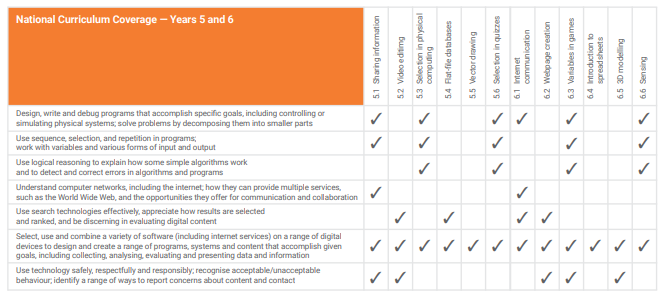 National Curriculum Coverage — Years 5 and 6
5.1 Sharing information
5.2 Video editing
5.3 Selection in physical
computing
5.4 Flat-file databases
5.5 Vector drawing
5.6 Selection in quizzes
6.1 Internet
communication
6.2 Webpage creation
6.3 Variables in games
6.4 Introduction to
spreadsheets
6.5 3D modelling
6.6 Sensing
Design, write and debug programs that accomplish specific goals, including controlling or
simulating physical systems; solve problems by decomposing them into smaller parts
✓ ✓ ✓ ✓ ✓ ✓
Use sequence, selection, and repetition in programs;
work with variables and various forms of input and output
✓ ✓ ✓ ✓ ✓
Use logical reasoning to explain how some simple algorithms work
and to detect and correct errors in algorithms and programs
✓ ✓ ✓ ✓
Understand computer networks, including the internet; how they can provide multiple services,
such as the World Wide Web, and the opportunities they offer for communication and collaboration
✓ ✓
Use search technologies effectively, appreciate how results are selected
and ranked, and be discerning in evaluating digital content
✓ ✓ ✓ ✓
Select, use and combine a variety of software (including internet services) on a range of digital
devices to design and create a range of programs, systems and content that accomplish given
goals, including collecting, analysing, evaluating and presenting data and information
✓ ✓ ✓ ✓ ✓ ✓ ✓ ✓ ✓ ✓ ✓ ✓
Use technology safely, respectfully and responsibly; recognise acceptable/unacceptable
behaviour; identify a range of ways to report concerns about content and contact
✓ ✓ ✓ ✓ ✓